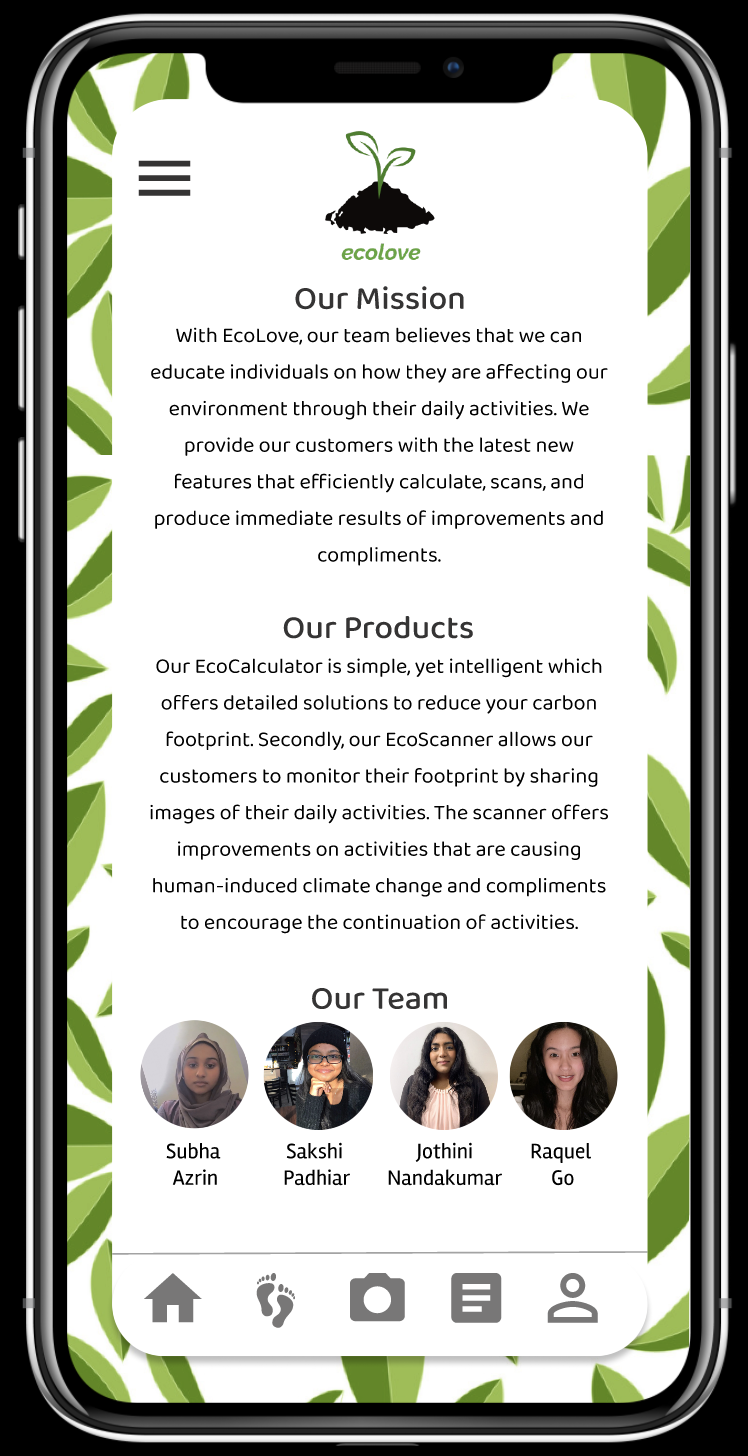 ecolove
Our Mission
With EcoLove, our team believes that we can
educate individuals on how they are affecting our
environment through their daily activities. We
provide our customers with the latest new
features that efficiently calculate, scans, and
produce immediate results of improvements and
compliments.
Our Products
Our EcoCalculator is simple, yet intelligent which
offers detailed solutions to reduce your carbon
footprint. Secondly, our EcoScanner allows our
customers to monitor their footprint by sharing
images of their daily activities. The scanner offers
improvements on activities that are causing
human-induced climate change and compliments
to encourage the continuation of activities.
Our Team
Subha
Azrin
Sakshi
Padhiar
Jothini
Nandakumar
Raquel
Go